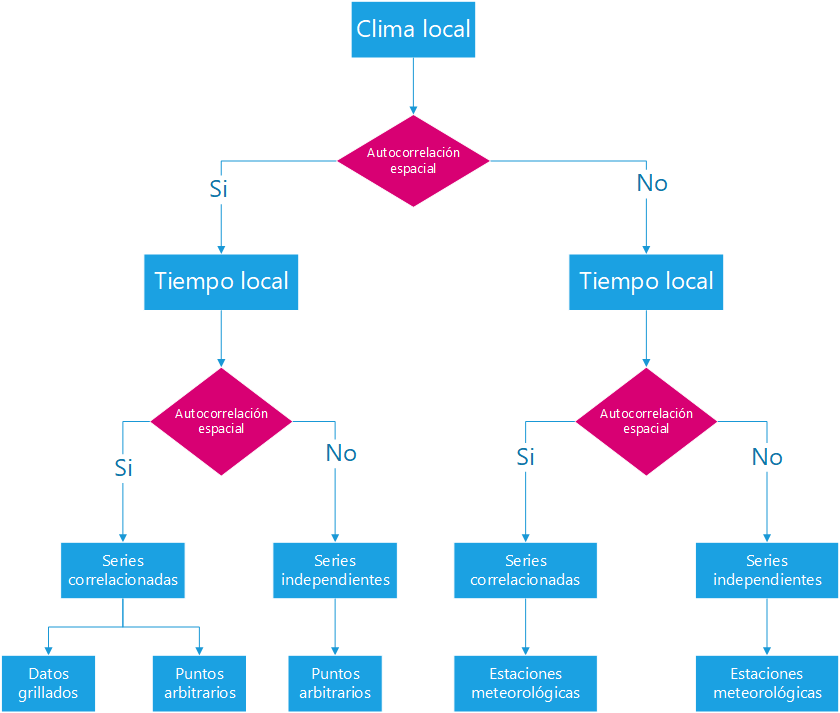 Clima local
Autocorrelación
espacial
Si
No
Tiempo local
Tiempo local
Autocorrelación
espacial
Autocorrelación
espacial
Si
No
Si
No
Series
correlacionadas
Series
independientes
Series
correlacionadas
Series
independientes
Datos
grillados
Puntos
arbitrarios
Puntos
arbitrarios
Estaciones
meteorológicas
Estaciones
meteorológicas